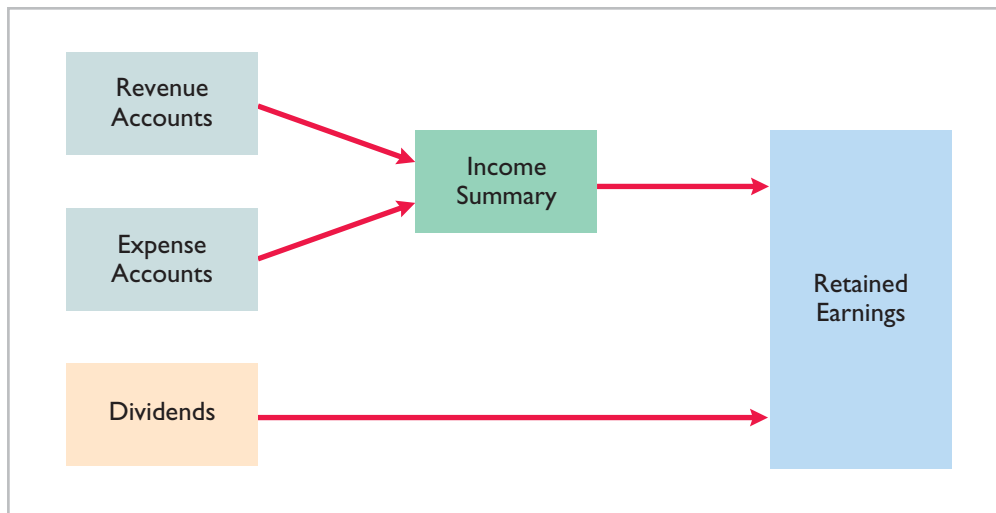 Revenue
Accounts
Income
Summary
Expense
Accounts
Retained
Earnings
Dividends